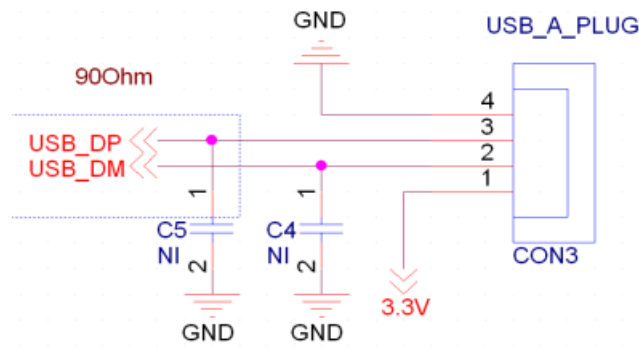 GND
USB_A_PLUG
90Ohm
4
3
USB_DP
2
USB_DM
1
1
1
C5
C4
NI
NI
2
2
CON3
3.3V
GND
GND